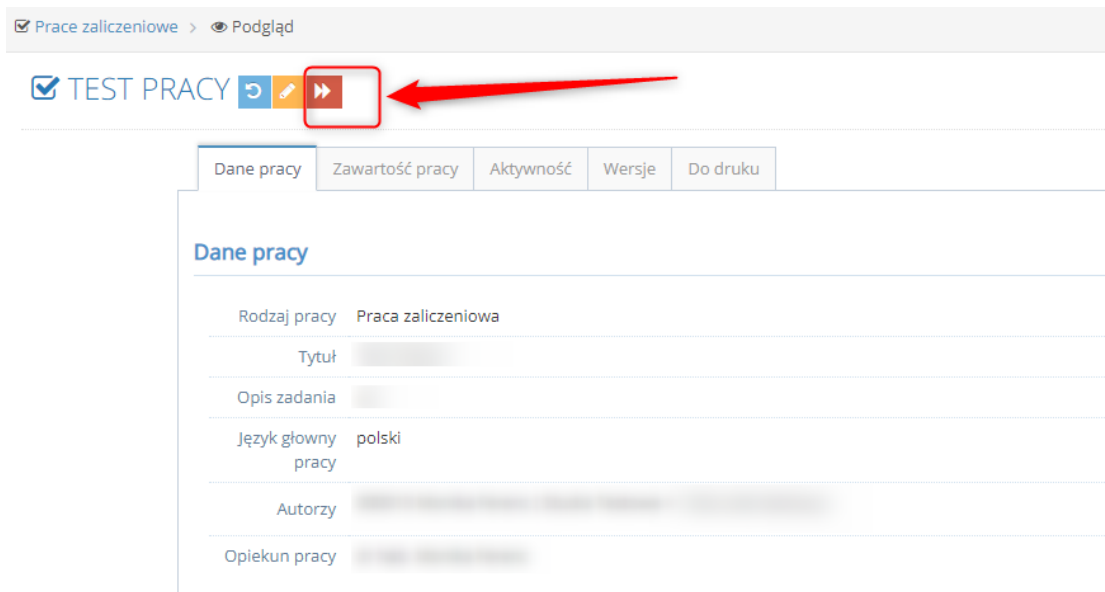 Prace zaliczeniowe > Podgląd
TEST PRACY
Dane pracy Zawartość pracy Aktywność Wersje Do druku
Dane pracy
Rodzaj pracy Praca zaliczeniowa
Tytuł
Opis zadania
Język głowny polski
pracy
Autorzy
Opiekun pracy